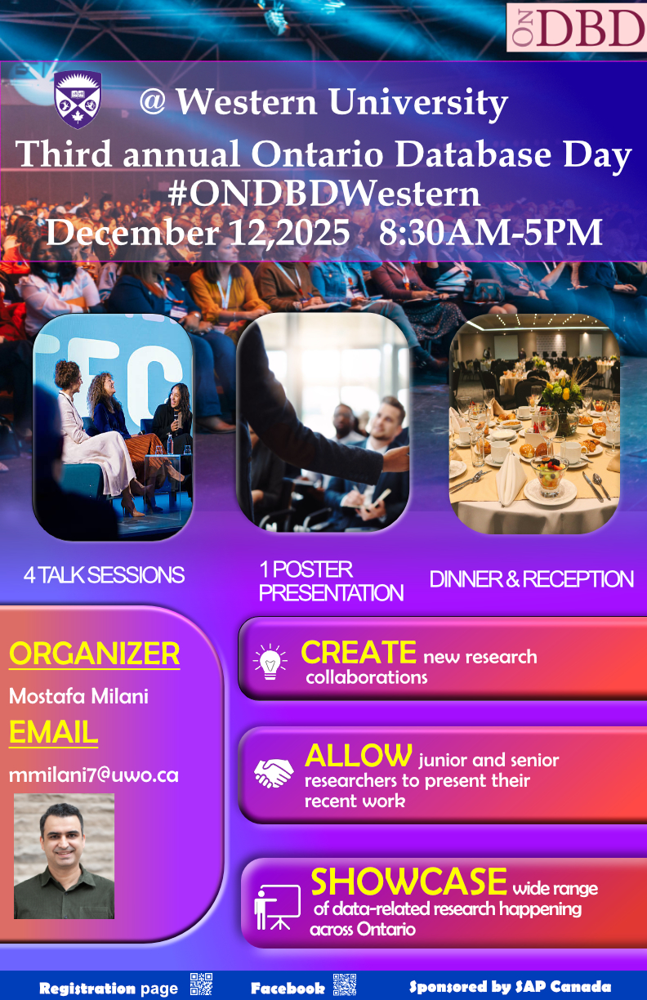 ON DBD
@ Western University
Third annual Ontario Database Day
#ONDBDWestern
December 12,2025 8:30AM-5PM
TEC
4 TALK SESSIONS
1 POSTER
PRESENTATION
DINNER & RECEPTION
ORGANIZER
Mostafa Milani
EMAIL
mmilani7@uwo.ca
CREATE new research
collaborations
ALLOW junior and senior
researchers to present their
recent work
SHOWCASE wide range
of data-related research happening
across Ontario
Registration page
Facebook
Sponsored by SAP Canada